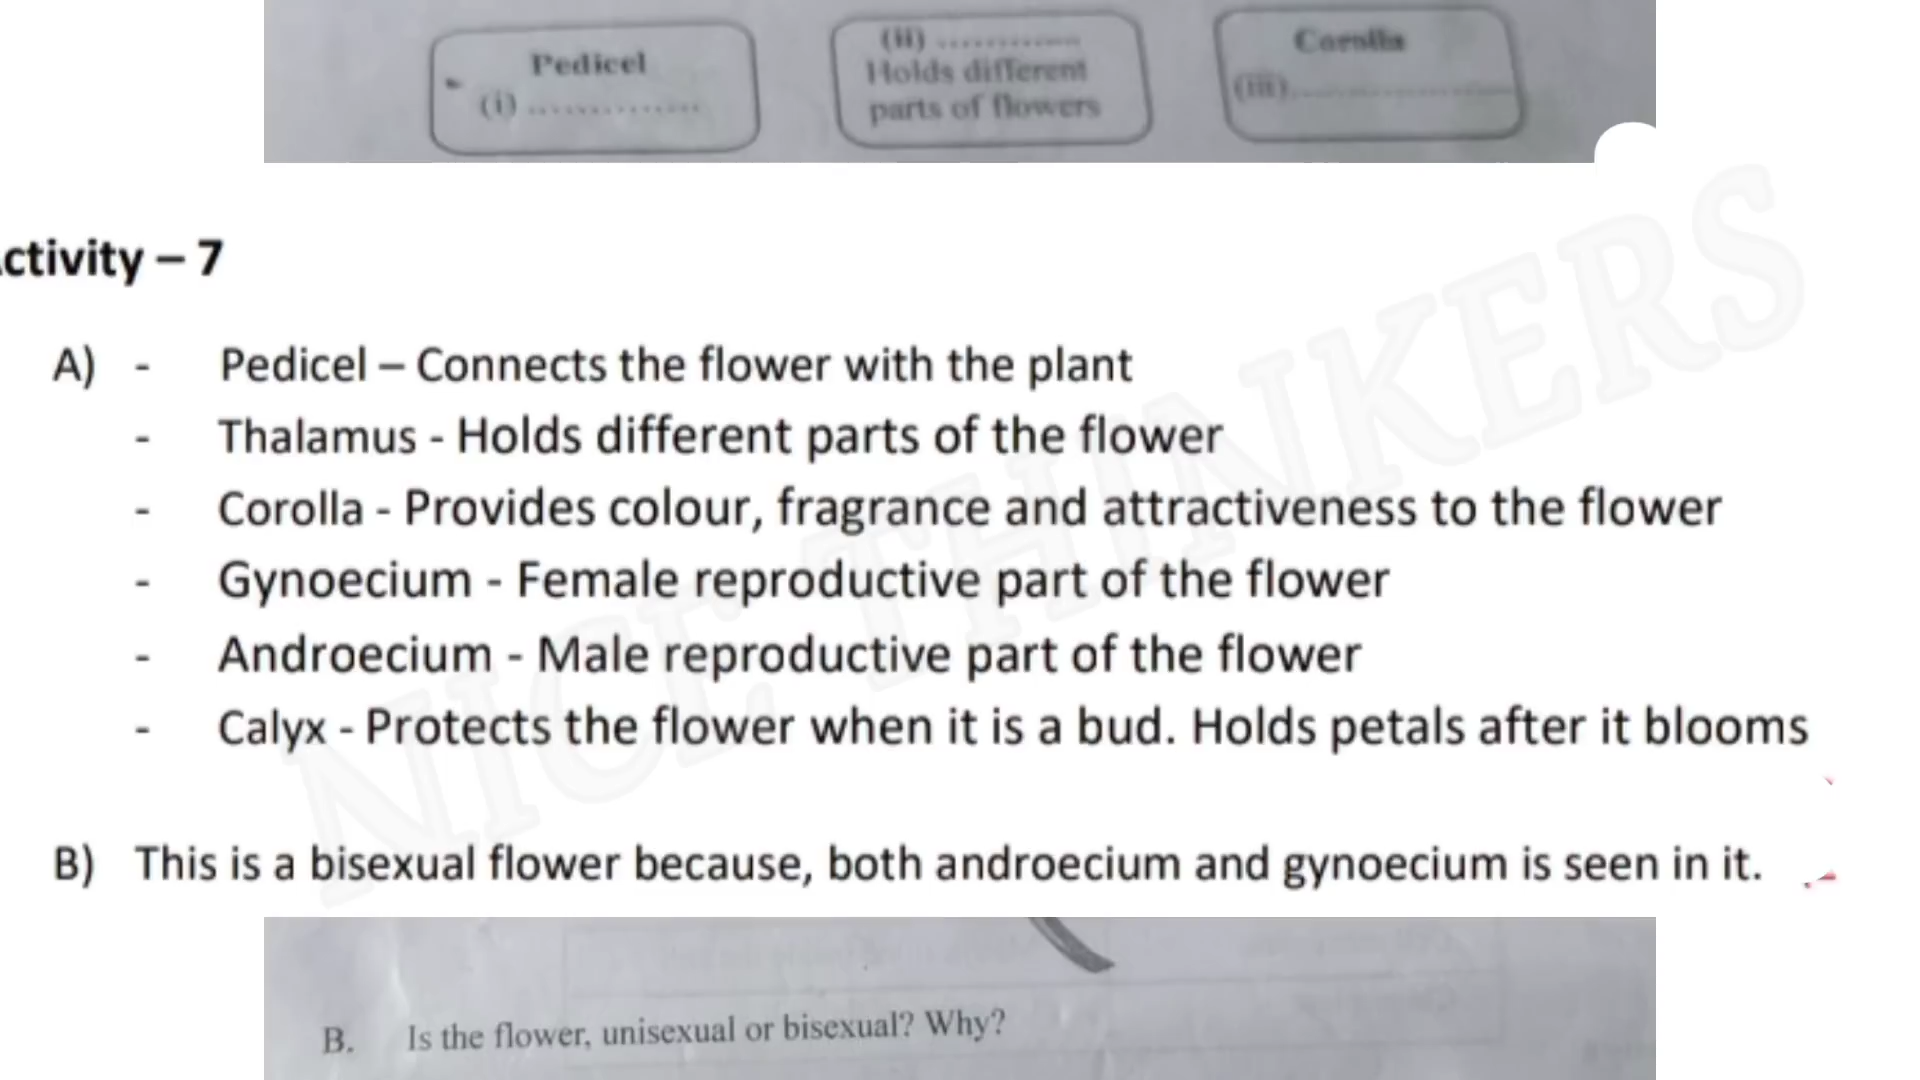 Pedicel
(i) ...............
(ii) ..............
Holds different
parts of flowers
Corolla
(iii)........................
ctivity – 7
A) - Pedicel – Connects the flower with the plant
- Thalamus - Holds different parts of the flower
- Corolla - Provides colour, fragrance and attractiveness to the flower
- Gynoecium - Female reproductive part of the flower
- Androecium - Male reproductive part of the flower
- Calyx - Protects the flower when it is a bud. Holds petals after it blooms
NICE THINKERS
B) This is a bisexual flower because, both androecium and gynoecium is seen in it.
B. Is the flower, unisexual or bisexual? Why?